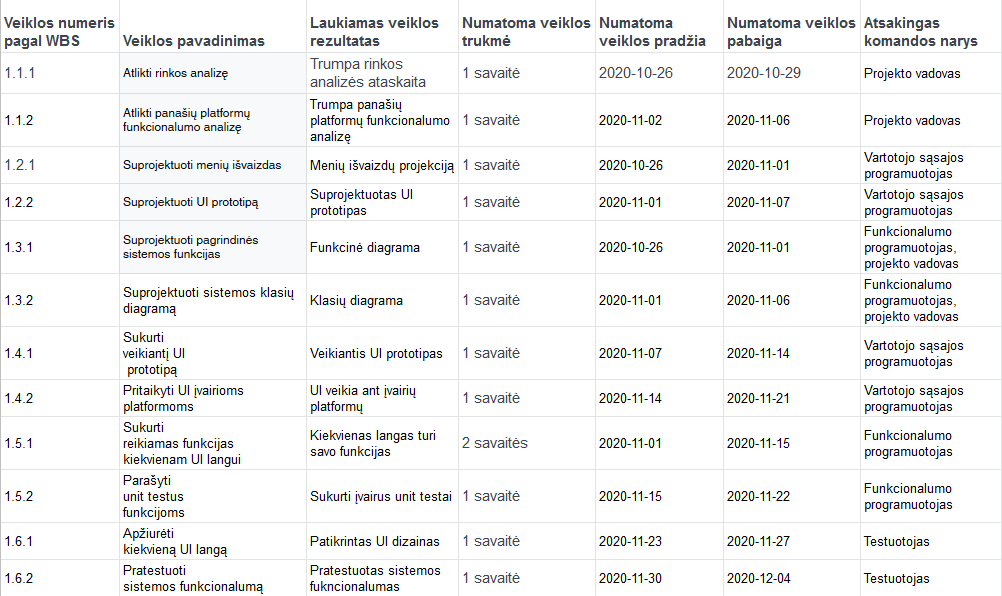 Veiklos numeris pagal WBS	Veiklos pavadinimas	Laukiamas veiklos rezultatas	Numatoma veiklos trukmė	Numatoma veiklos pradžia	Numatoma veiklos pabaiga	Atsakingas komandos narys
1.1.1	Atlikti rinkos analizę	Trumpa rinkos analizės ataskaita	1 savaitė	2020-10-26	2020-10-29	Projekto vadovas
1.1.2	Atlikti panašių platformų funkcionalumo analizę	Trumpa panašių platformų funkcionalumo analizę	1 savaitė	2020-11-02	2020-11-06	Projekto vadovas
1.2.1	Suprojektuoti menių išvaizdas	Menių išvaizdų projekciją	1 savaitė	2020-10-26	2020-11-01	Vartotojo sąsajos programuotojas
1.2.2	Suprojektuoti UI prototipą	Suprojektuotas UI prototipas	1 savaitė	2020-11-01	2020-11-07	Vartotojo sąsajos programuotojas
1.3.1	Suprojektuoti pagrindinės sistemos funkcijas	Funkcinė diagrama	1 savaitė	2020-10-26	2020-11-01	Funkcionalumo programuotojas, projekto vadovas
1.3.2	Suprojektuoti sistemos klasių diagramą	Klasių diagrama	1 savaitė	2020-11-01	2020-11-06	Funkcionalumo programuotojas, projekto vadovas
1.4.1	Sukurti veikiantį UI prototipą	Veikiantis UI prototipas	1 savaitė	2020-11-07	2020-11-14	Vartotojo sąsajos programuotojas
1.4.2	Pritaikyti UI įvairioms platformoms	UI veikia ant įvairių platformų	1 savaitė	2020-11-14	2020-11-21	Vartotojo sąsajos programuotojas
1.5.1	Sukurti reikiamas funkcijas kiekvienam UI langui	Kiekvienas langas turi savo funkcijas	2 savaitės	2020-11-01	2020-11-15	Funkcionalumo programuotojas
1.5.2	Parašyti unit testus funkcijoms	Sukurti įvairus unit testai	1 savaitė	2020-11-15	2020-11-22	Funkcionalumo programuotojas
1.6.1	Apžiurėti kiekvieną UI langą	Patikrintas UI dizainas	1 savaitė	2020-11-23	2020-11-27	Testuotojas
1.6.2	Pratestuoti sistemos funkcionalumą	Pratestuotas sistemos fukncionalumas	1 savaitė	2020-11-30	2020-12-04	Testuotojas